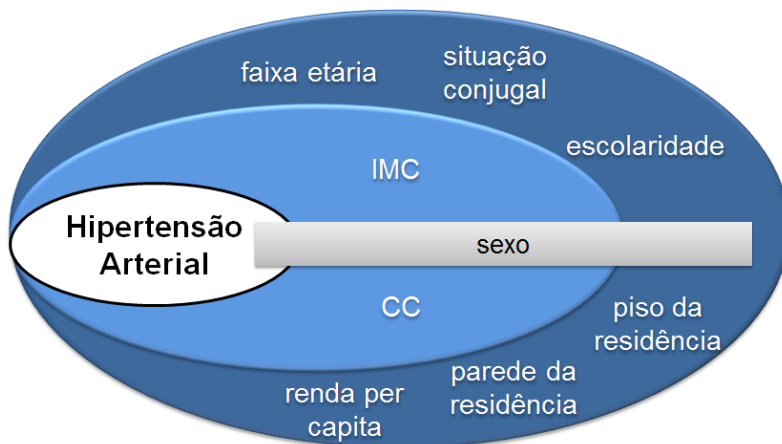 faixa etária
situação
conjugal
escolaridade
IMC
Hipertensão
Arterial
sexo
CC
piso da
residência
parede da
residência
renda per
capita